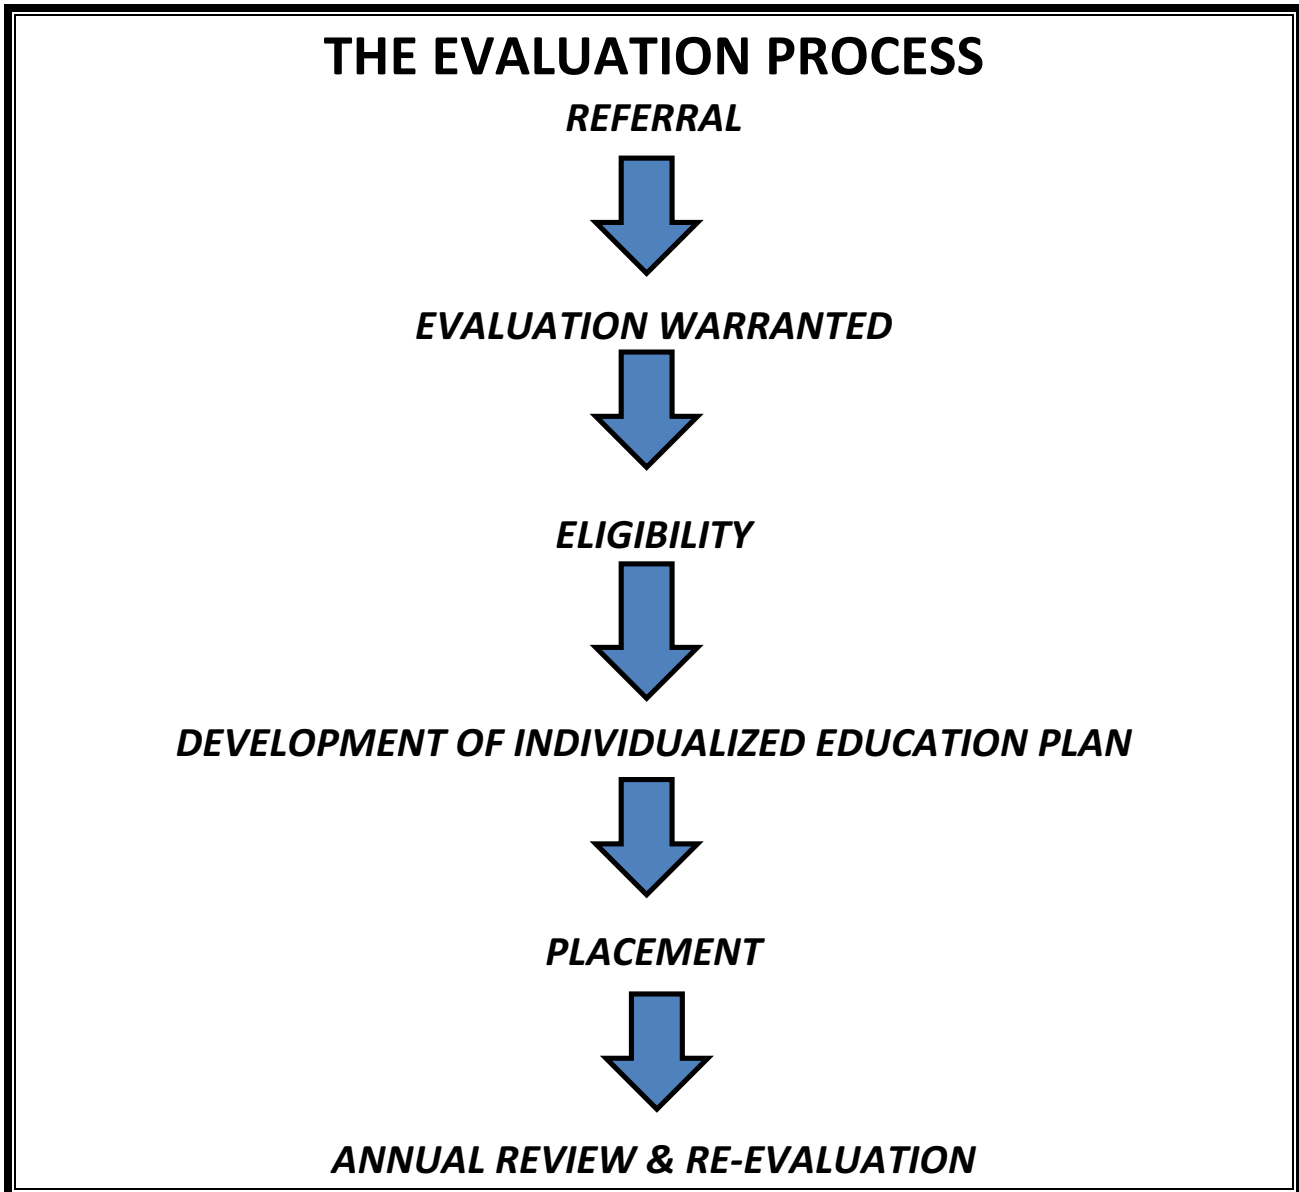 THE EVALUATION PROCESS
REFERRAL
EVALUATION WARRANTED
ELIGIBILITY
DEVELOPMENT OF INDIVIDUALIZED EDUCATION PLAN
PLACEMENT
ANNUAL REVIEW & RE-EVALUATION